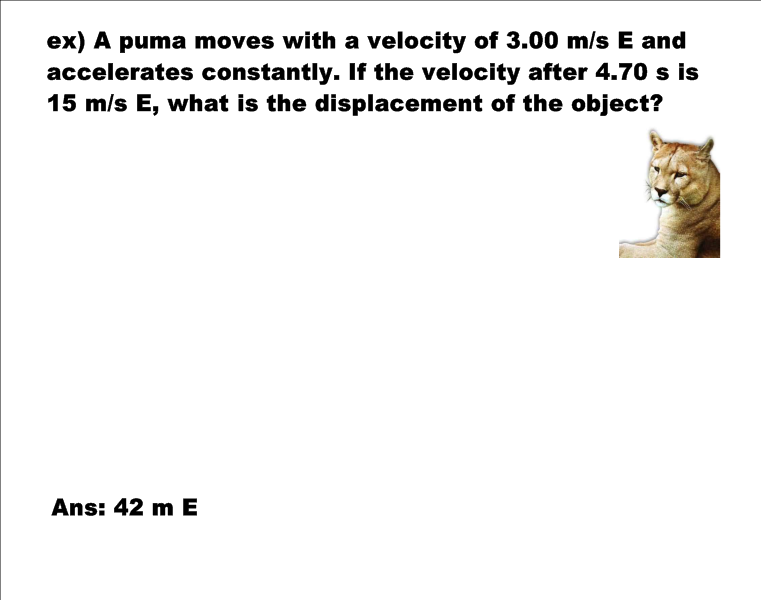 ex) A puma moves with a velocity of 3.00 m/s E and
accelerates constantly. If the velocity after 4.70 s is
15 m/s E, what is the displacement of the object?
Ans: 42 m E